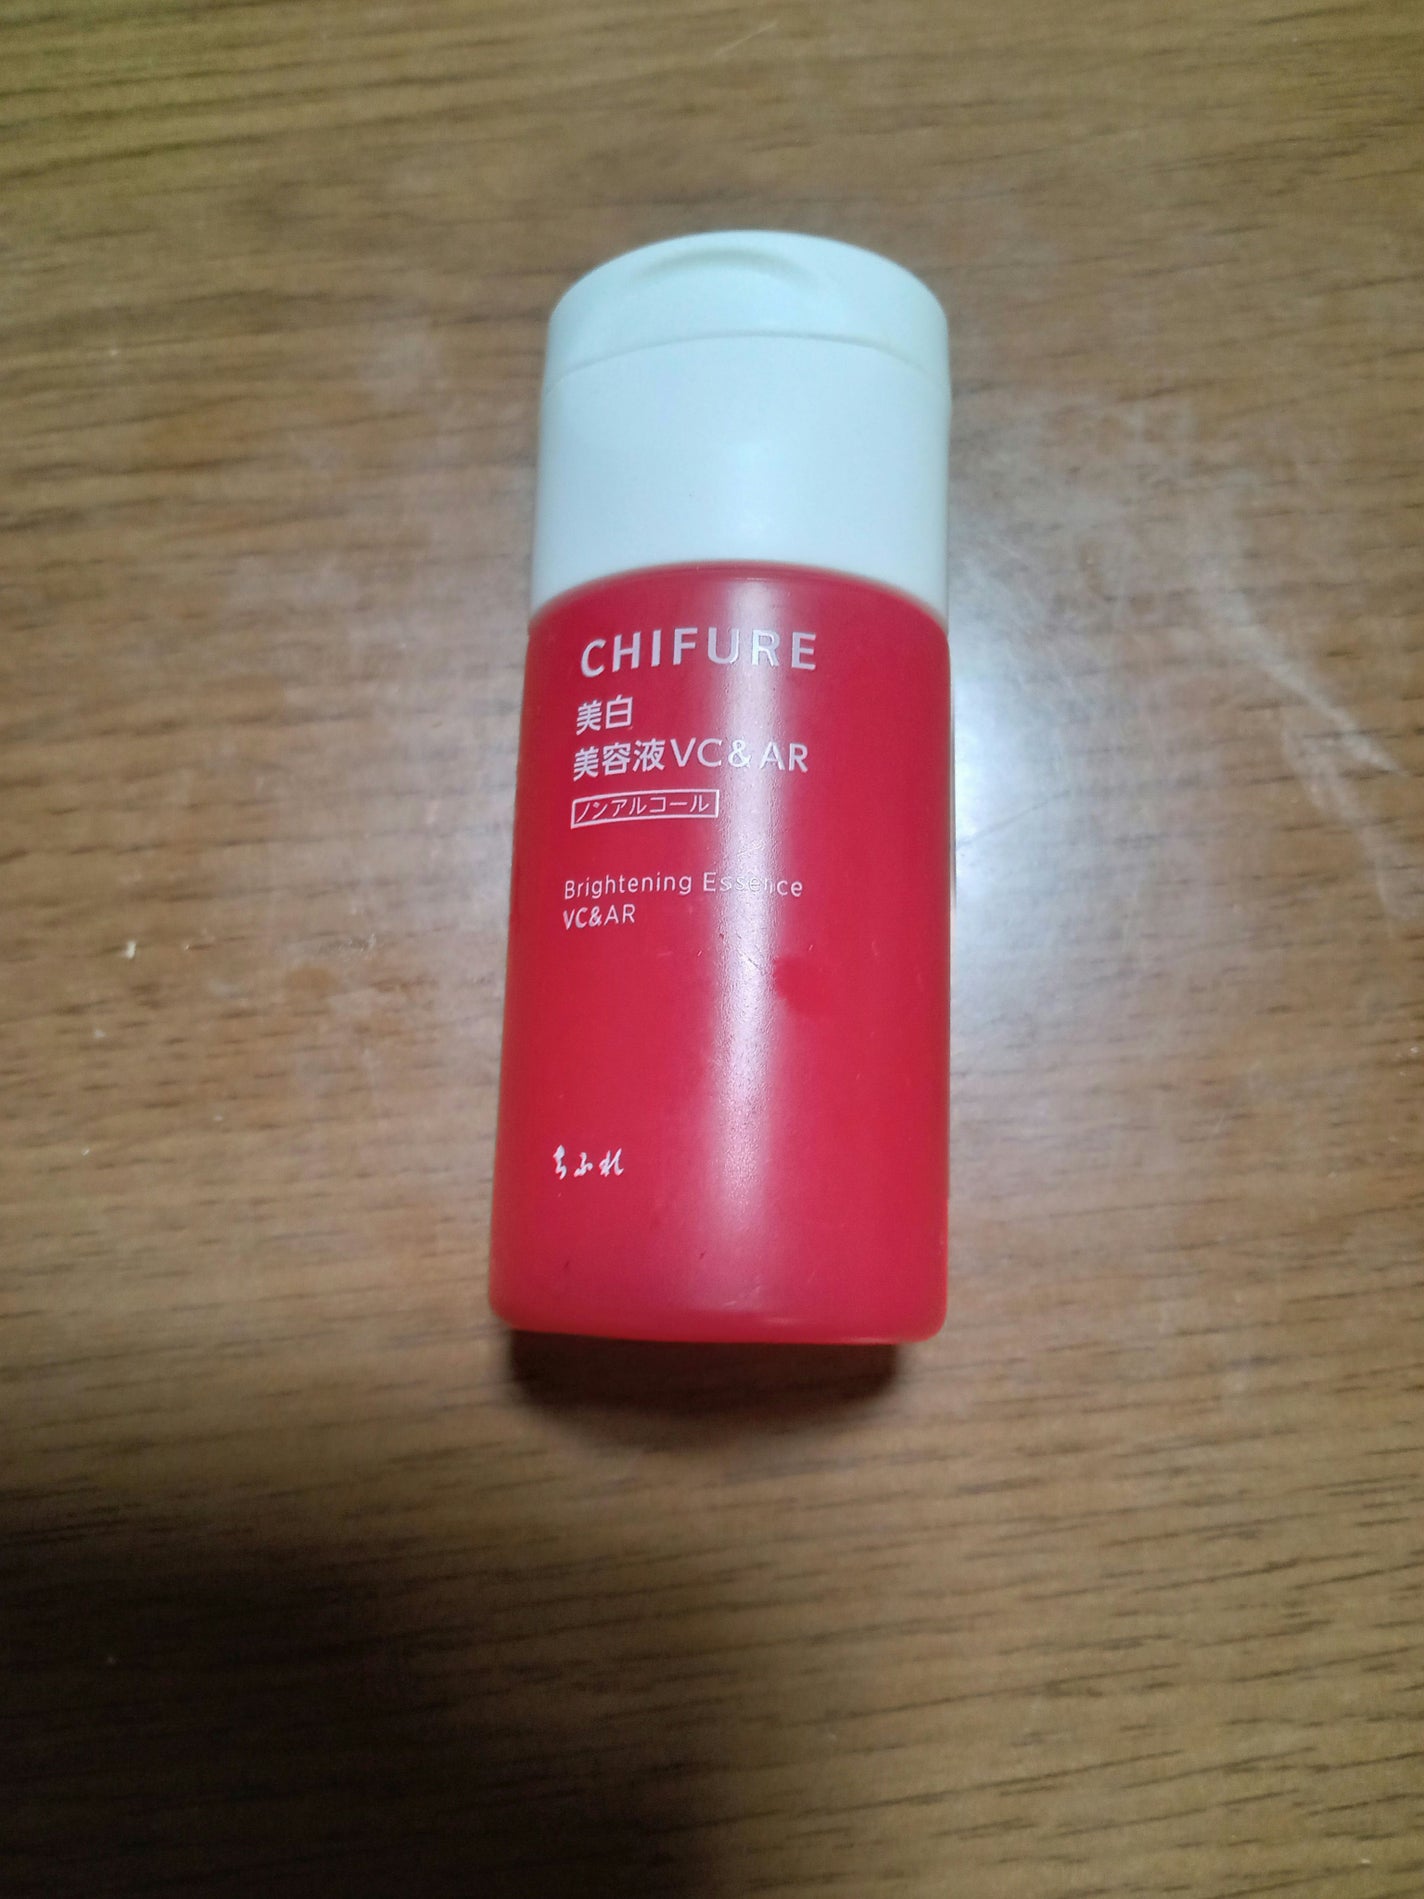 CHIFURE
美白
美容液VC&AR
ノンアルコール
Brightening Essence
VC&AR
ちふれ